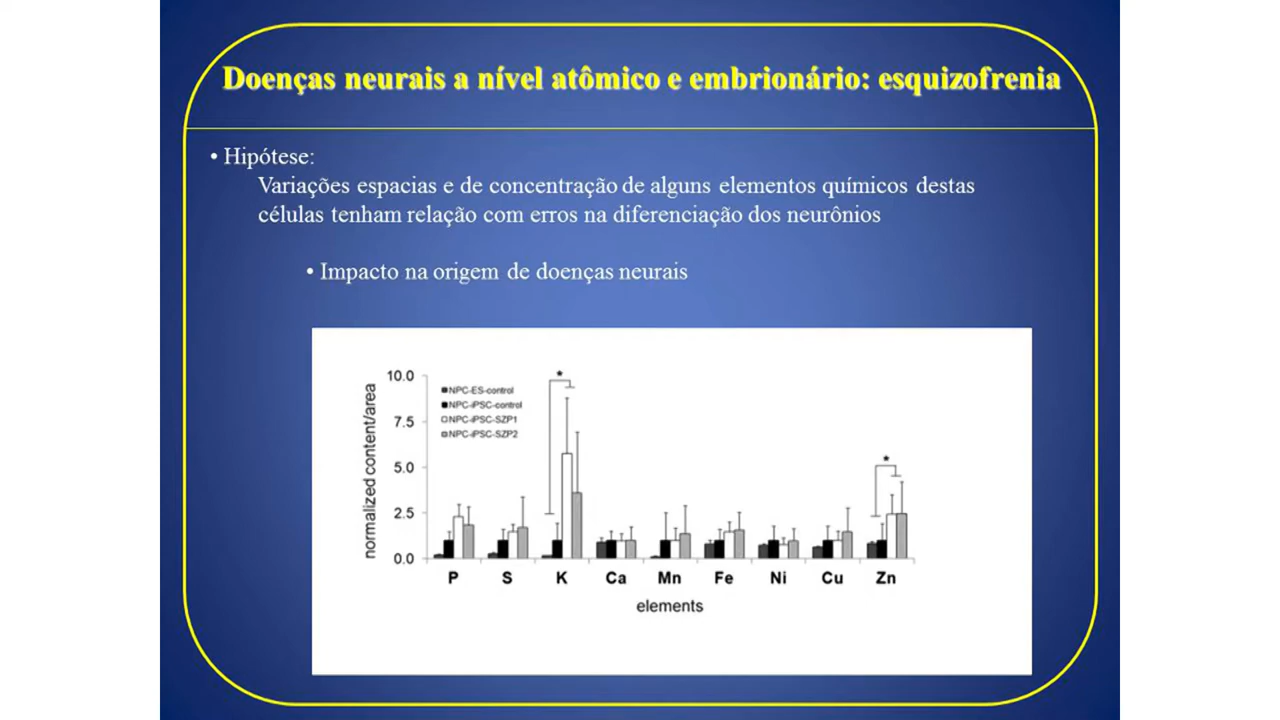 Doenças neurais a nível atômico e embrionário: esquizofrenia
• Hipótese:
Variações espacias e de concentração de alguns elementos químicos destas
células tenham relação com erros na diferenciação dos neurônios
• Impacto na origem de doenças neurais
normalized content/area
10.0
7.5
5.0
2.5
0.0
NPC-ES-control
NPC-iPSC-control
NPC-iPSC-SZP1
NPC-iPSC-SZP2
*
*
P S K Ca Mn Fe Ni Cu Zn
elements